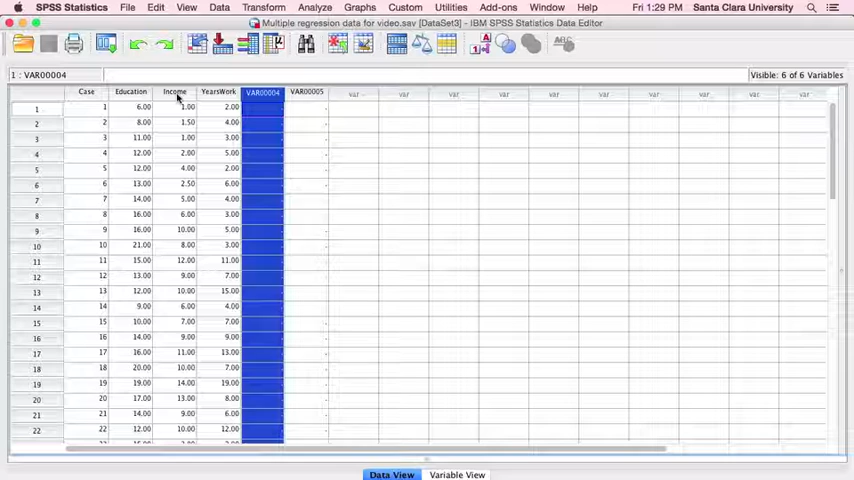 SPSS Statistics File Edit View Data Transform Analyze Graphs Custom Utilities Add-ons Window Help Fri 1:29 PM Santa Clara University
Multiple regression data for video.sav [DataSet3] - IBM SPSS Statistics Data Editor
1 : VAR00004 Visible: 6 of 6 Variables
Case Education Income YearsWork VAR00004 VAR00005 var var var var var var var var var var
1 1 6.00 1.00 2.00 . .
2 2 8.00 1.50 4.00 . .
3 3 11.00 1.00 3.00 . .
4 4 12.00 2.00 5.00 . .
5 5 12.00 4.00 2.00 . .
6 6 13.00 2.50 6.00 . .
7 7 14.00 5.00 4.00 . .
8 8 16.00 6.00 3.00 . .
9 9 16.00 10.00 5.00 . .
10 10 21.00 8.00 3.00 . .
11 11 15.00 12.00 11.00 . .
12 12 13.00 9.00 7.00 . .
13 13 12.00 10.00 15.00 . .
14 14 9.00 6.00 4.00 . .
15 15 10.00 7.00 7.00 . .
16 16 14.00 9.00 9.00 . .
17 17 16.00 11.00 13.00 . .
18 18 20.00 10.00 7.00 . .
19 19 19.00 14.00 19.00 . .
20 20 17.00 13.00 8.00 . .
21 21 14.00 9.00 6.00 . .
22 22 12.00 10.00 12.00 . .
Data View Variable View